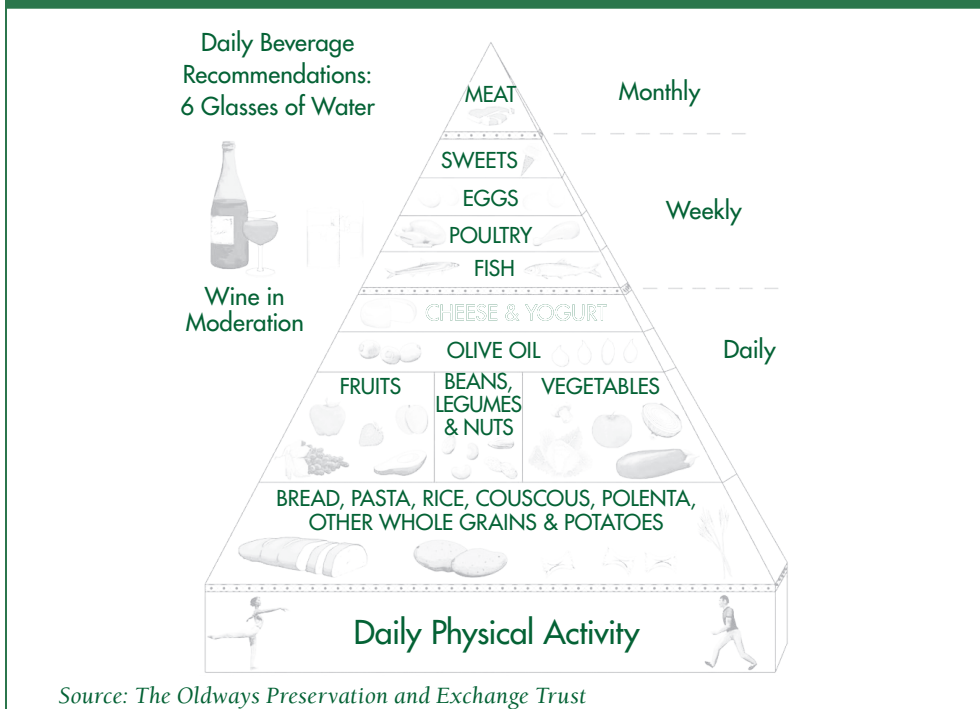 Daily Beverage
Recommendations:
6 Glasses of Water
MEAT
Monthly
SWEETS
EGGS
POULTRY
FISH
Weekly
Wine in
Moderation
CHEESE & YOGURT
OLIVE OIL
Daily
FRUITS
BEANS,
LEGUMES
& NUTS
VEGETABLES
BREAD, PASTA, RICE, COUSCOUS, POLENTA,
OTHER WHOLE GRAINS & POTATOES
Daily Physical Activity
Source: The Oldways Preservation and Exchange Trust